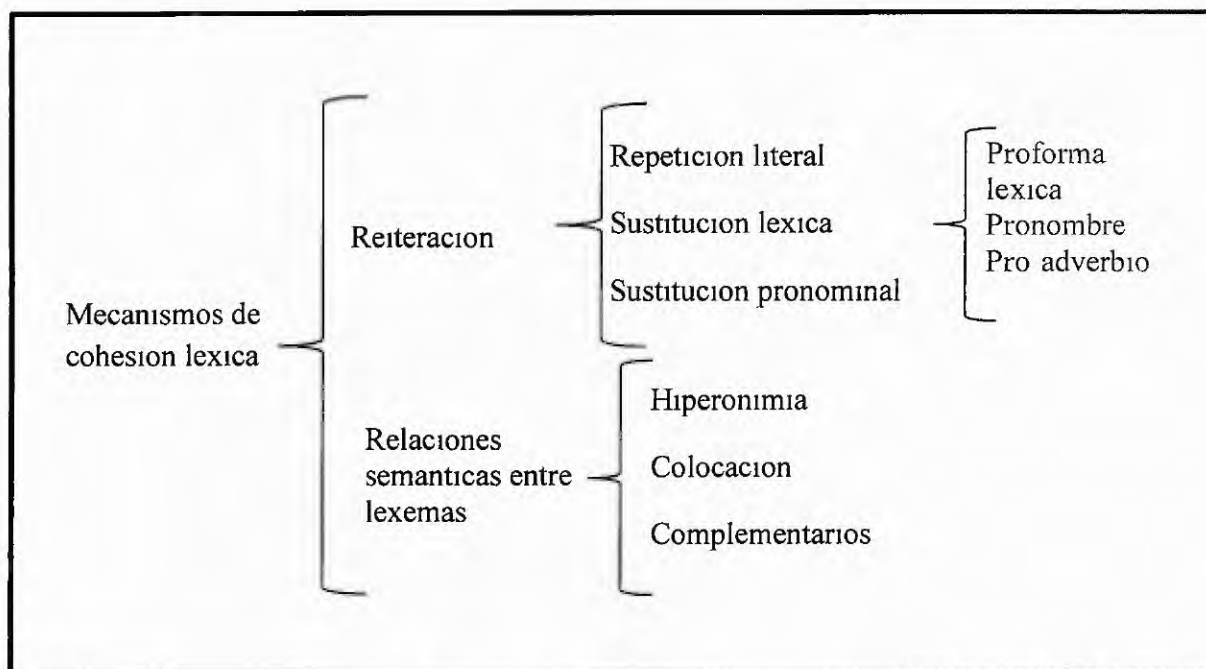 Mecanismos de
cohesion lexica
Reiteracion
Repeticion literal
Sustitucion lexica
Sustitucion pronominal
Proforma
lexica
Pronombre
Pro adverbio
Relaciones
semanticas entre
lexemas
Hiperonimia
Colocacion
Complementarios